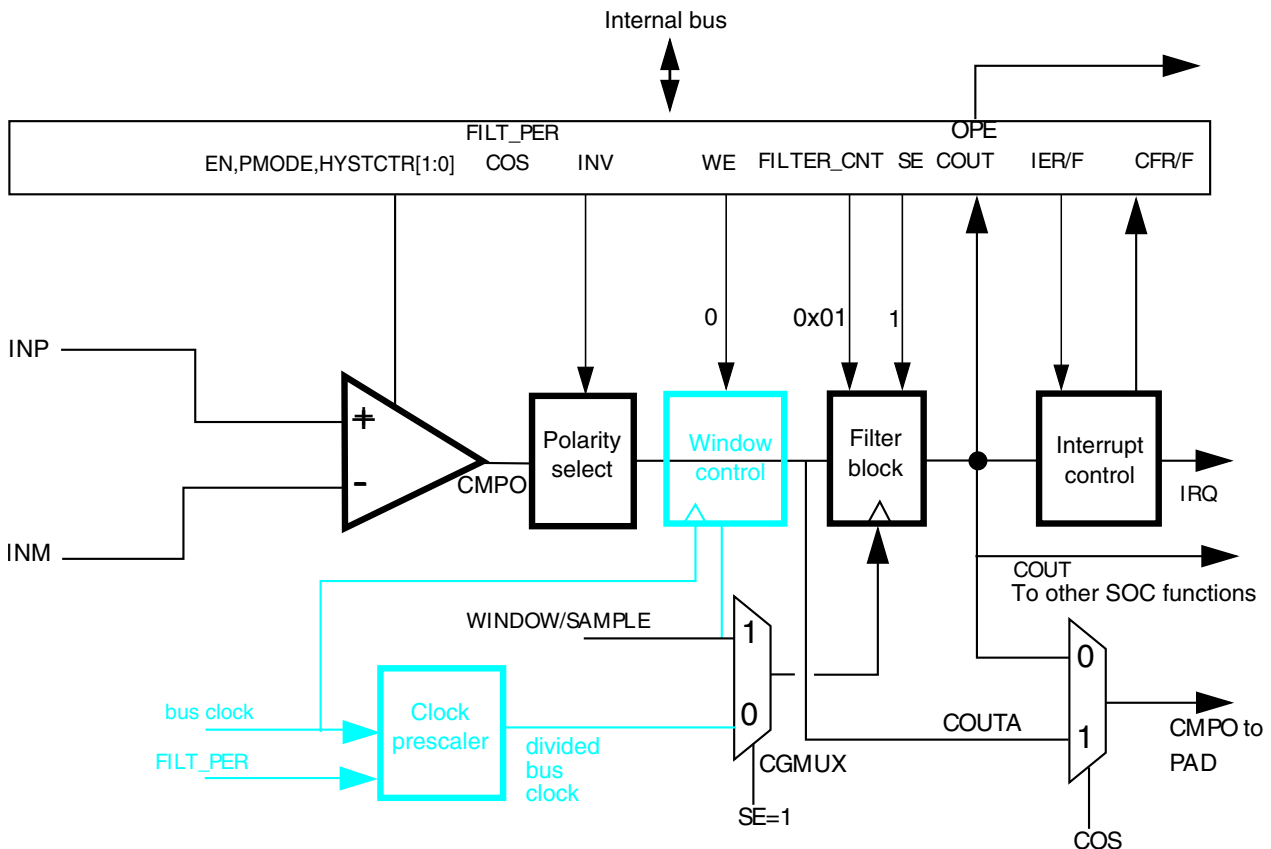 Internal bus
FILT_PER
OPE
EN,PMODE,HYSTCTR[1:0] COS INV WE FILTER_CNT SE COUT IER/F CFR/F
0 0x01 1
INP
+
-
INM
CMPO
Polarity
select
Window
control
Filter
block
Interrupt
control
IRQ
COUT
To other SOC functions
WINDOW/SAMPLE
1
0
CGMUX
SE=1
bus clock
FILT_PER
Clock
prescaler
divided
bus
clock
COUTA
0
1
CMPO to
PAD
COS